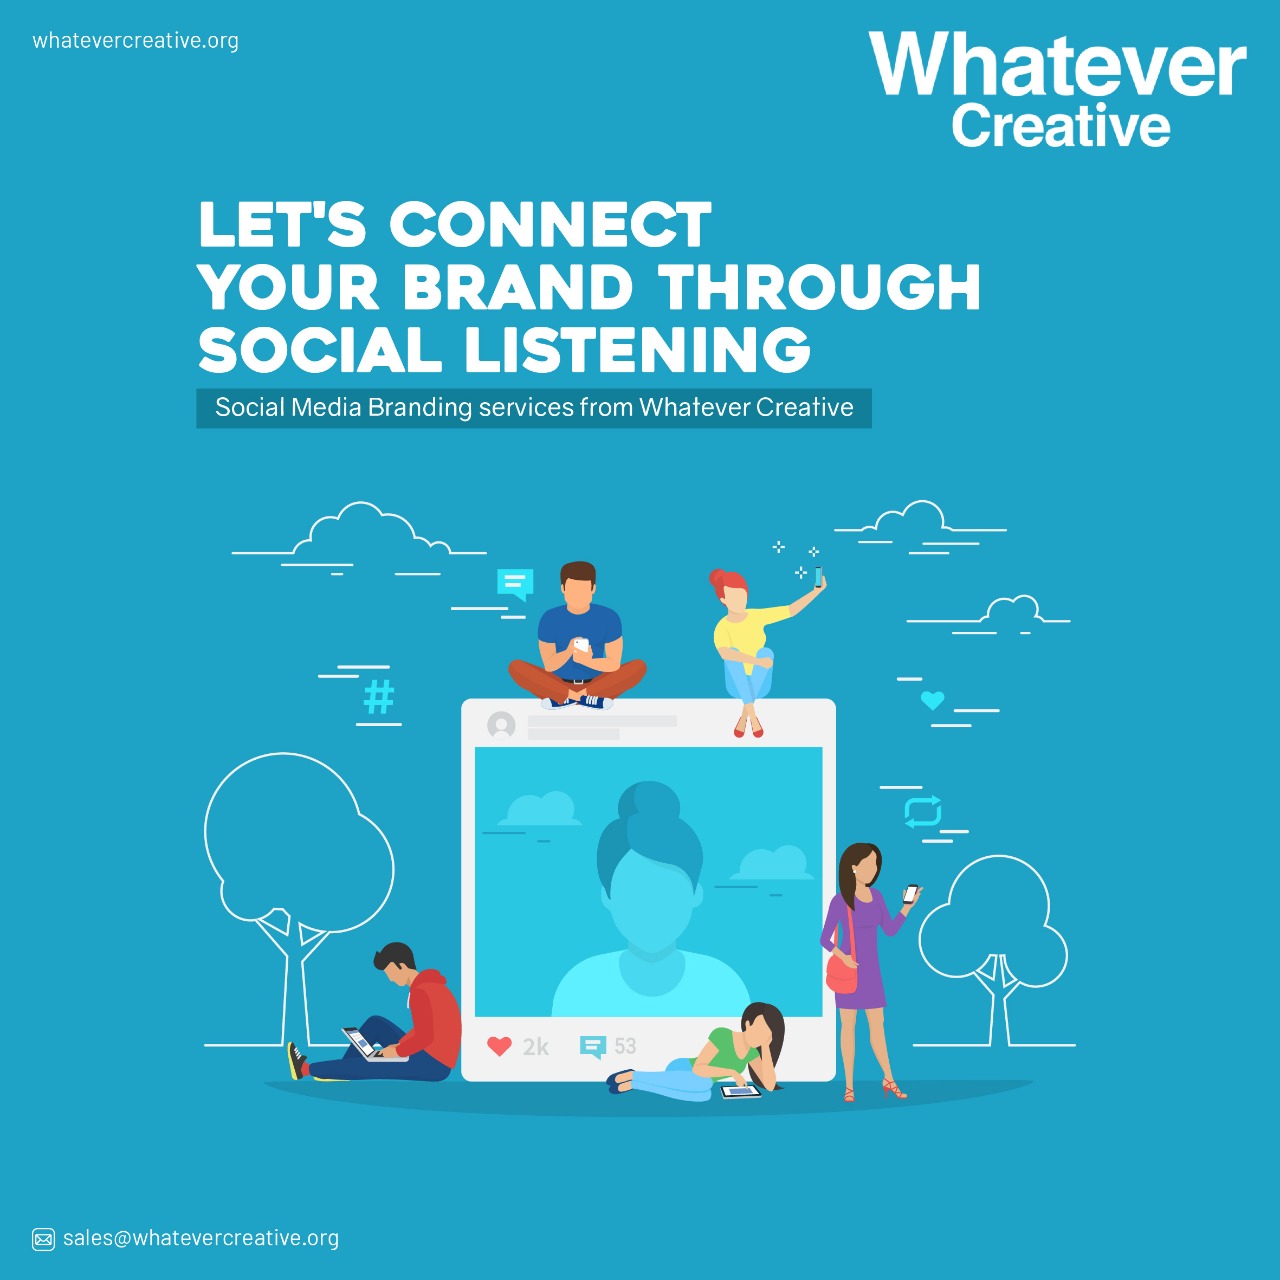 whatevercreative.org
Whatever
Creative
LET'S CONNECT
YOUR BRAND THROUGH
SOCIAL LISTENING
Social Media Branding services from Whatever Creative
#
2k 53
sales@whatevercreative.org